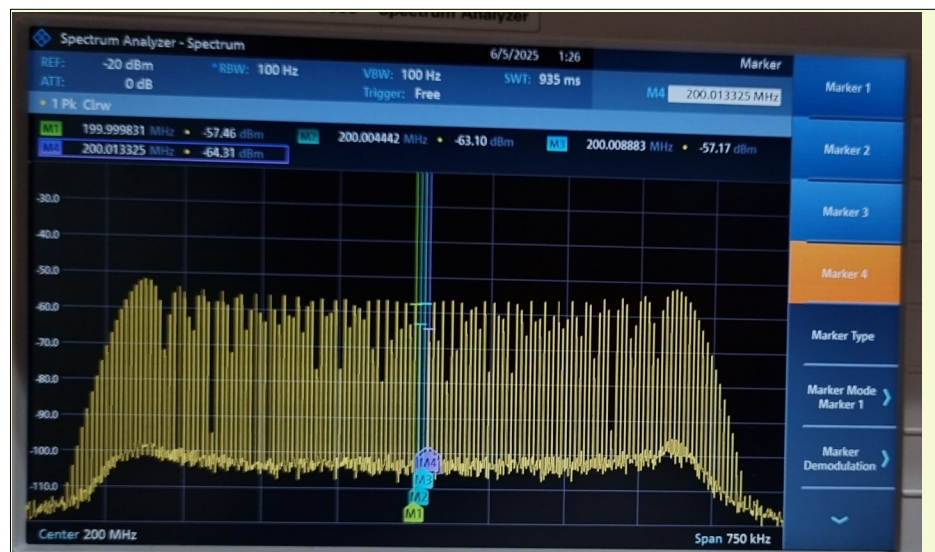 Spectrum Analyzer
Spectrum Analyzer - Spectrum
6/5/2025 1:26
Marker
REF: -20 dBm
*RBW: 100 Hz
VBW: 100 Hz
SWT: 935 ms
ATT: 0 dB
Trigger: Free
M4 200.013325 MHz
• 1 Pk Clrw
M1 199.999831 MHz • -57.46 dBm M2 200.004442 MHz • -63.10 dBm M3 200.008883 MHz • -57.17 dBm
M4 200.013325 MHz • -64.31 dBm
-30.0
-40.0
-50.0
-60.0
-70.0
-80.0
-90.0
-100.0
-110.0
M4
M3
M2
M1
Center 200 MHz
Span 750 kHz
Marker 1
Marker 2
Marker 3
Marker 4
Marker Type
Marker Mode
Marker 1
Marker
Demodulation